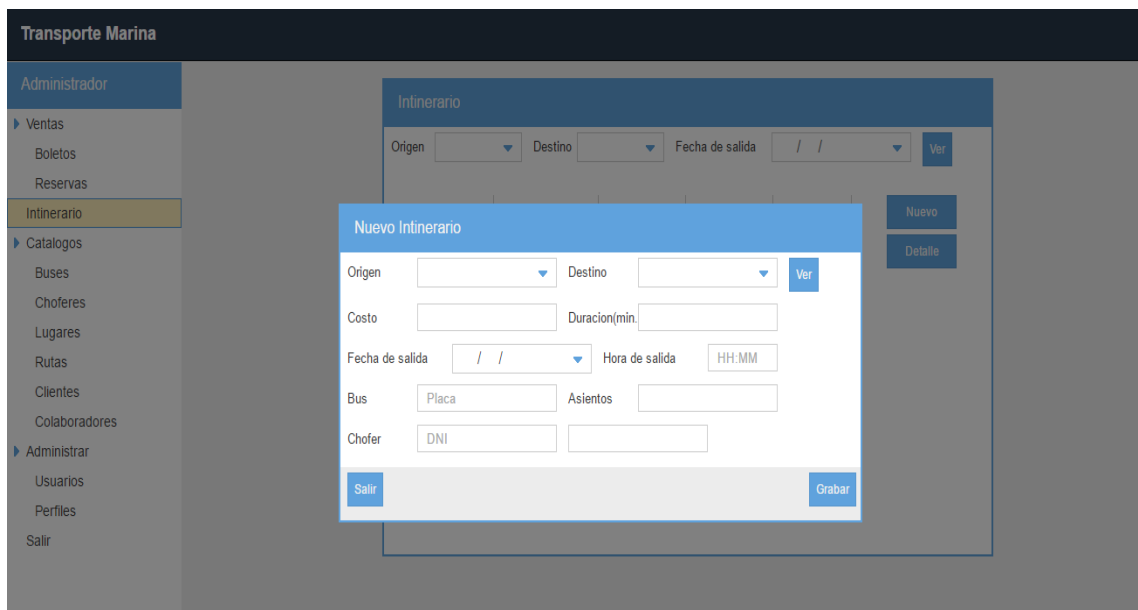 Transporte Marina
Administrador
Ventas
Boletos
Reservas
Intinerario
Catalogos
Buses
Choferes
Lugares
Rutas
Clientes
Colaboradores
Administrar
Usuarios
Perfiles
Salir
Intinerario
Origen Destino Fecha de salida / / Ver
Nuevo
Detalle
Nuevo Intinerario
Origen Destino Ver
Costo Duracion(min.
Fecha de salida / / Hora de salida HH:MM
Bus Placa Asientos
Chofer DNI
Salir Grabar